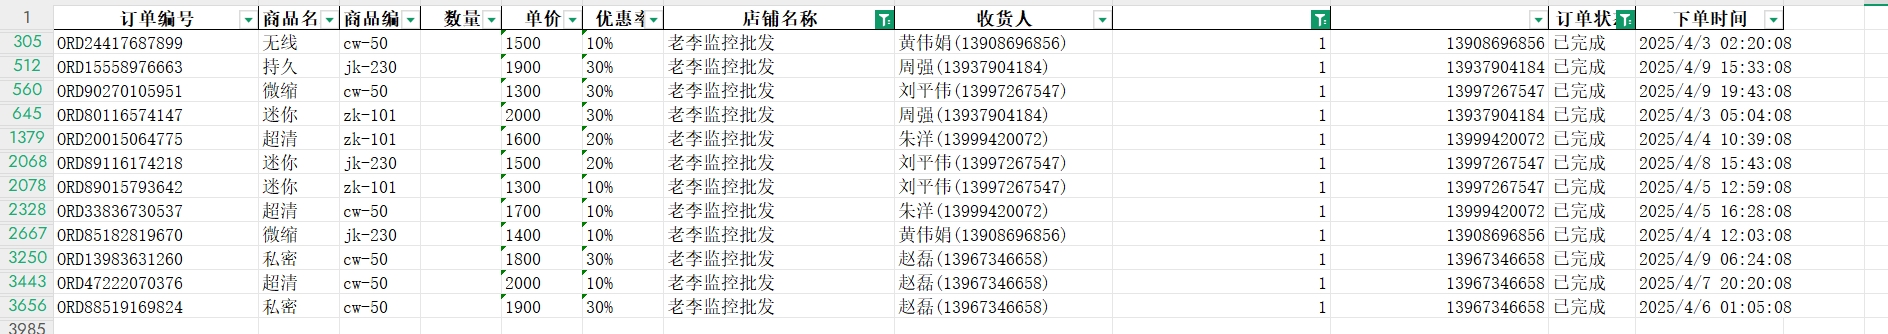 1 订单编号 商品名 商品编 数量 单价 优惠率 店铺名称 收货人 订单状态 下单时间
305 ORD24417687899 无线 cw-50 1500 10% 老李监控批发 黄伟娟(13908696856) 1 13908696856 已完成 2025/4/3 02:20:08
512 ORD15558976663 持久 jk-230 1900 30% 老李监控批发 周强(13937904184) 1 13937904184 已完成 2025/4/9 15:33:08
560 ORD90270105951 微缩 cw-50 1300 30% 老李监控批发 刘平伟(13997267547) 1 13997267547 已完成 2025/4/9 19:43:08
645 ORD80116574147 迷你 zk-101 2000 30% 老李监控批发 周强(13937904184) 1 13937904184 已完成 2025/4/3 05:04:08
1379 ORD20015064775 超清 zk-101 1600 20% 老李监控批发 朱洋(13999420072) 1 13999420072 已完成 2025/4/4 10:39:08
2068 ORD89116174218 迷你 jk-230 1500 20% 老李监控批发 刘平伟(13997267547) 1 13997267547 已完成 2025/4/8 15:43:08
2078 ORD89015793642 迷你 zk-101 1300 10% 老李监控批发 刘平伟(13997267547) 1 13997267547 已完成 2025/4/5 12:59:08
2328 ORD33836730537 超清 cw-50 1700 10% 老李监控批发 朱洋(13999420072) 1 13999420072 已完成 2025/4/5 16:28:08
2667 ORD85182819670 微缩 jk-230 1400 10% 老李监控批发 黄伟娟(13908696856) 1 13908696856 已完成 2025/4/4 12:03:08
3250 ORD13983631260 私密 cw-50 1800 30% 老李监控批发 赵磊(13967346658) 1 13967346658 已完成 2025/4/9 06:24:08
3443 ORD47222070376 超清 cw-50 2000 10% 老李监控批发 赵磊(13967346658) 1 13967346658 已完成 2025/4/7 20:20:08
3656 ORD88519169824 私密 cw-50 1900 30% 老李监控批发 赵磊(13967346658) 1 13967346658 已完成 2025/4/6 01:05:08
3985